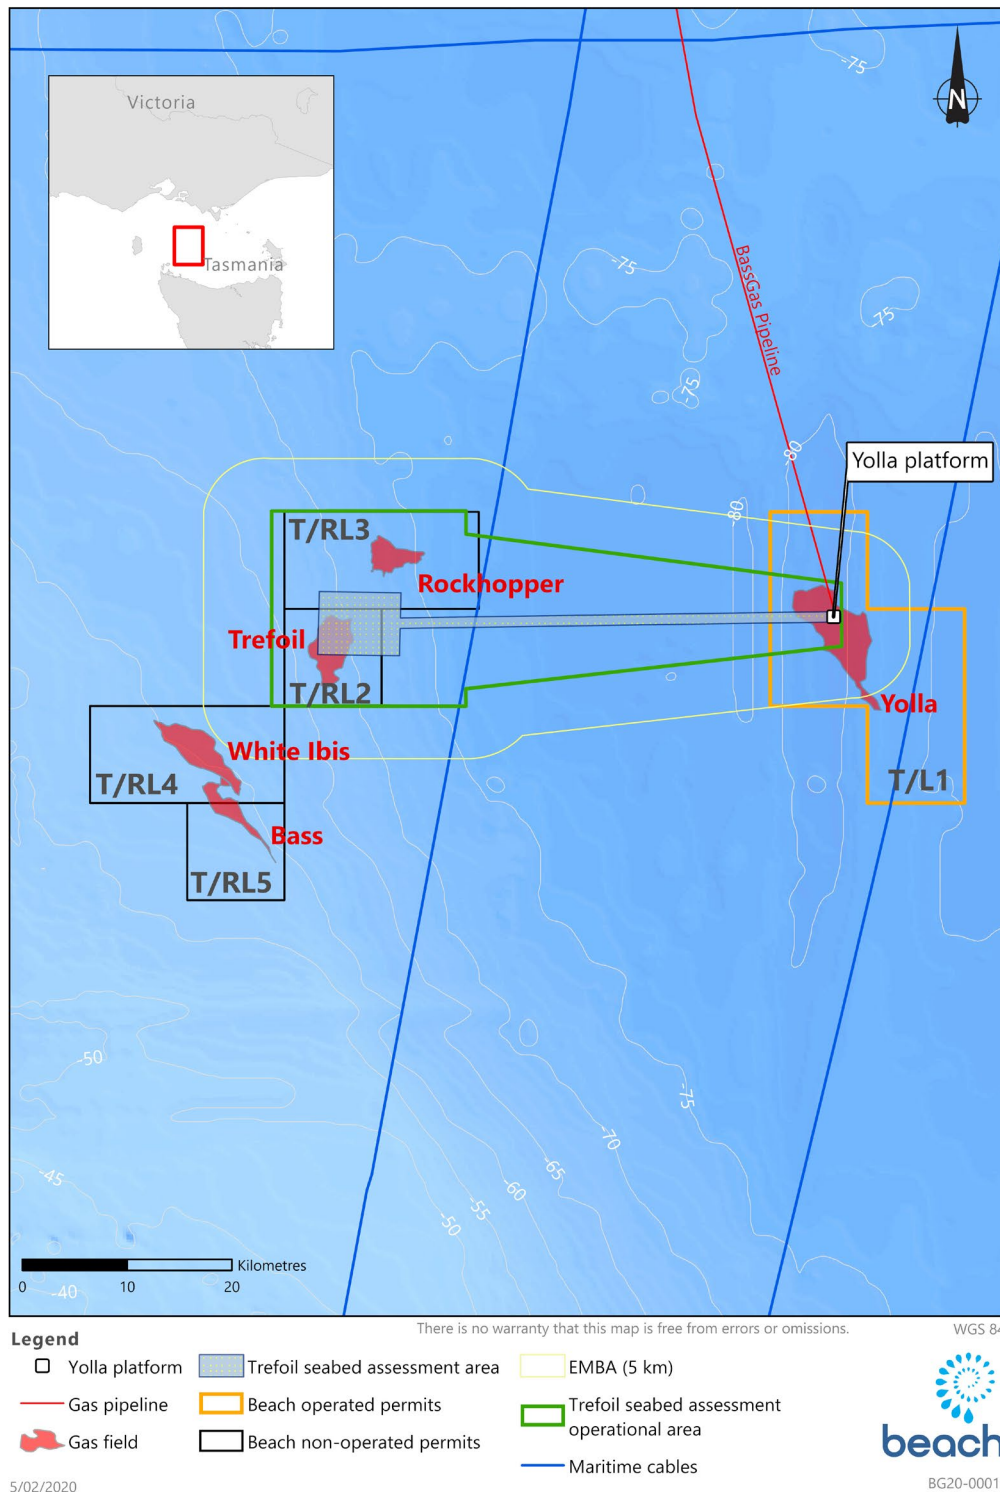 -75
N
Victoria
Tasmania
-75
BassGas Pipeline
-75
-75
-80
Yolla platform
-80
T/RL3
Rockhopper
Trefoil
T/RL2
Yolla
White Ibis
T/RL4
T/L1
Bass
T/RL5
-50
-75
-70
-45
-65
-60
-55
-50
Kilometres
0 10 20
-40
There is no warranty that this map is free from errors or omissions.
WGS 84
Legend
Yolla platform
Gas pipeline
Gas field
Trefoil seabed assessment area
Beach operated permits
Beach non-operated permits
EMBA (5 km)
Trefoil seabed assessment
operational area
Maritime cables
beach
5/02/2020
BG20-0001